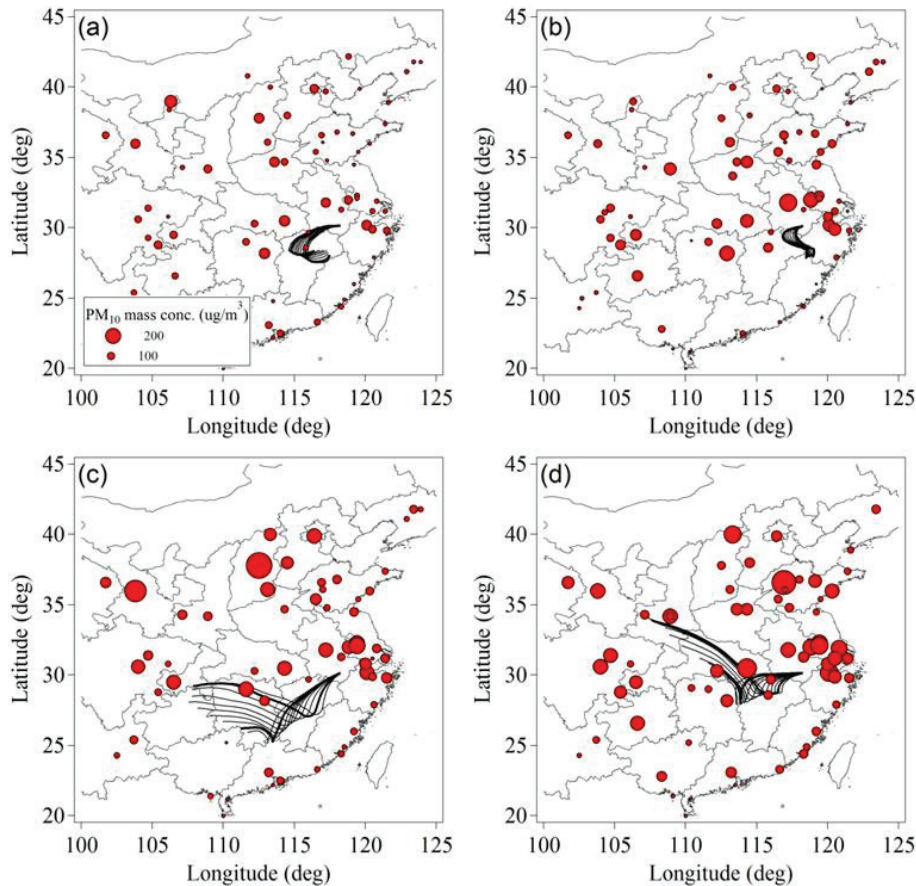 (a)
(b)
45
40
35
30
25
20
Latitude (deg)
PM10 mass conc. (ug/m3)
200
100
100 105 110 115 120 125
Longitude (deg)
45
40
35
30
25
20
Latitude (deg)
100 105 110 115 120 125
Longitude (deg)
(c)
(d)
45
40
35
30
25
20
Latitude (deg)
100 105 110 115 120 125
Longitude (deg)
45
40
35
30
25
20
Latitude (deg)
100 105 110 115 120 125
Longitude (deg)